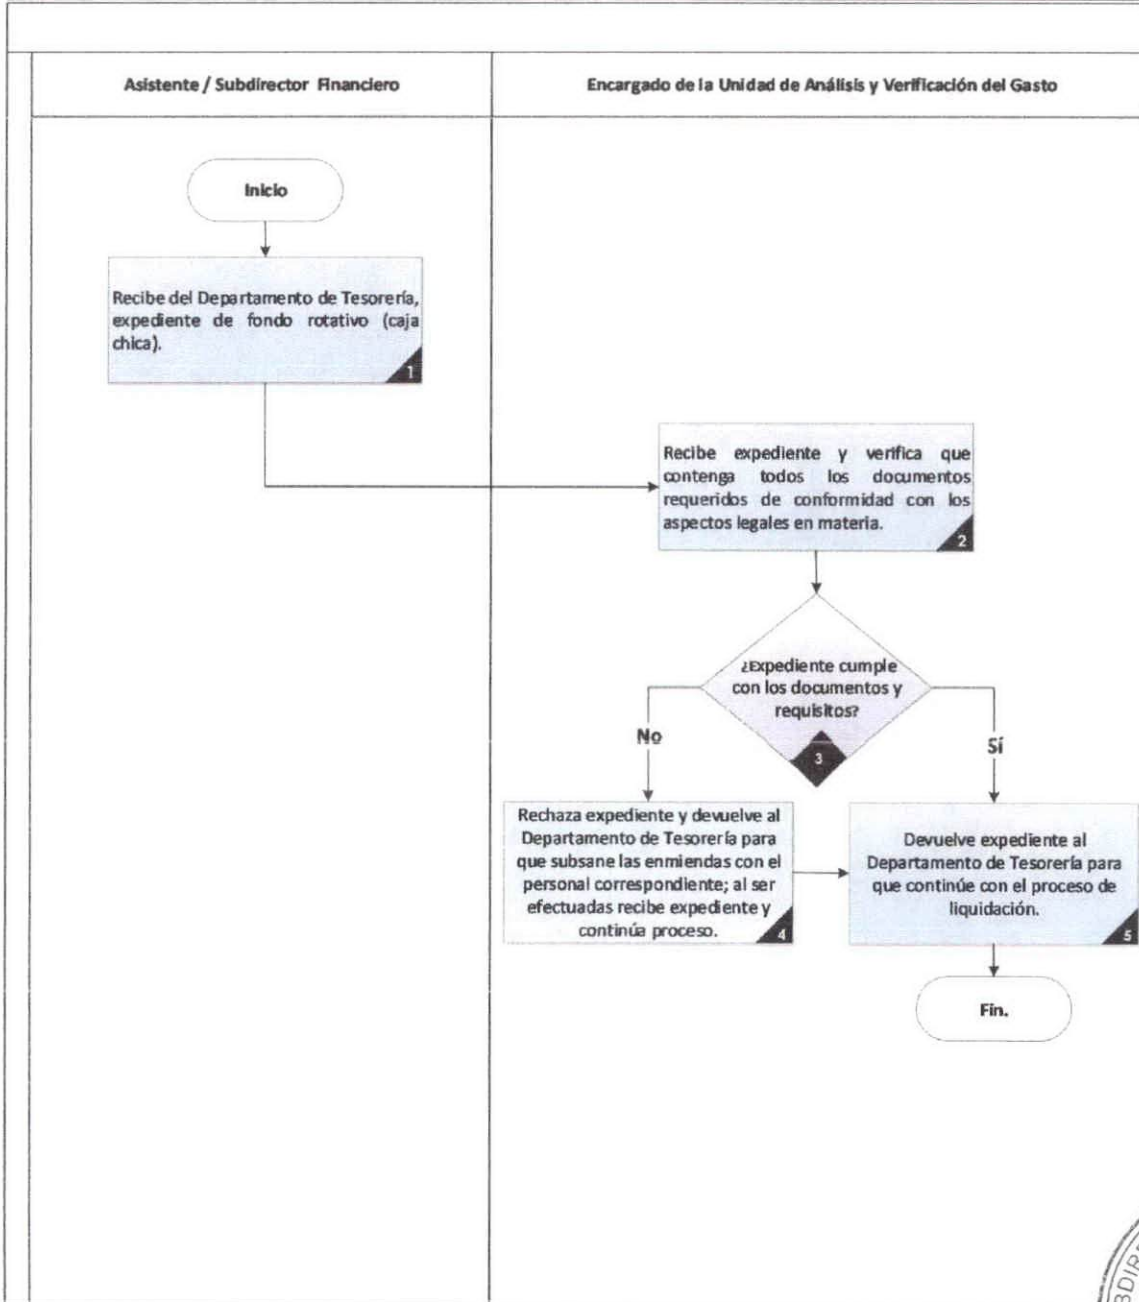 Asistente / Subdirector Financiero
Encargado de la Unidad de Análisis y Verificación del Gasto
Inicio
Recibe del Departamento de Tesorería,
expediente de fondo rotativo (caja
chica).
1
Recibe expediente y verifica que
contenga todos los documentos
requeridos de conformidad con los
aspectos legales en materia.
2
¿Expediente cumple
con los documentos y
requisitos?
3
No
Sí
Rechaza expediente y devuelve al
Departamento de Tesorería para
que subsane las enmiendas con el
personal correspondiente; al ser
efectuadas recibe expediente y
continúa proceso.
4
Devuelve expediente al
Departamento de Tesorería para
que continúe con el proceso de
liquidación.
5
Fin.